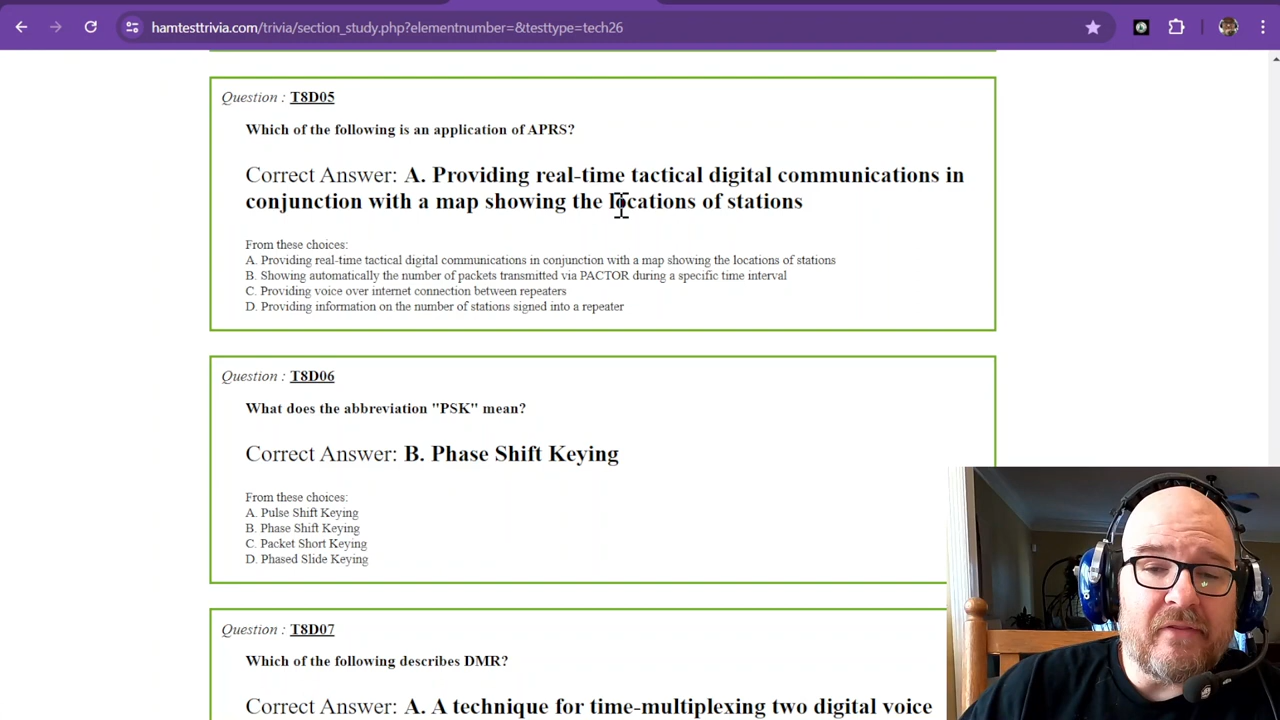 hamtesttrivia.com/trivia/section_study.php?elementnumber=&testtype=tech26
Question : T8D05
Which of the following is an application of APRS?
Correct Answer: A. Providing real-time tactical digital communications in
conjunction with a map showing the locations of stations
From these choices:
A. Providing real-time tactical digital communications in conjunction with a map showing the locations of stations
B. Showing automatically the number of packets transmitted via PACTOR during a specific time interval
C. Providing voice over internet connection between repeaters
D. Providing information on the number of stations signed into a repeater
Question : T8D06
What does the abbreviation "PSK" mean?
Correct Answer: B. Phase Shift Keying
From these choices:
A. Pulse Shift Keying
B. Phase Shift Keying
C. Packet Short Keying
D. Phased Slide Keying
Question : T8D07
Which of the following describes DMR?
Correct Answer: A. A technique for time-multiplexing two digital voice